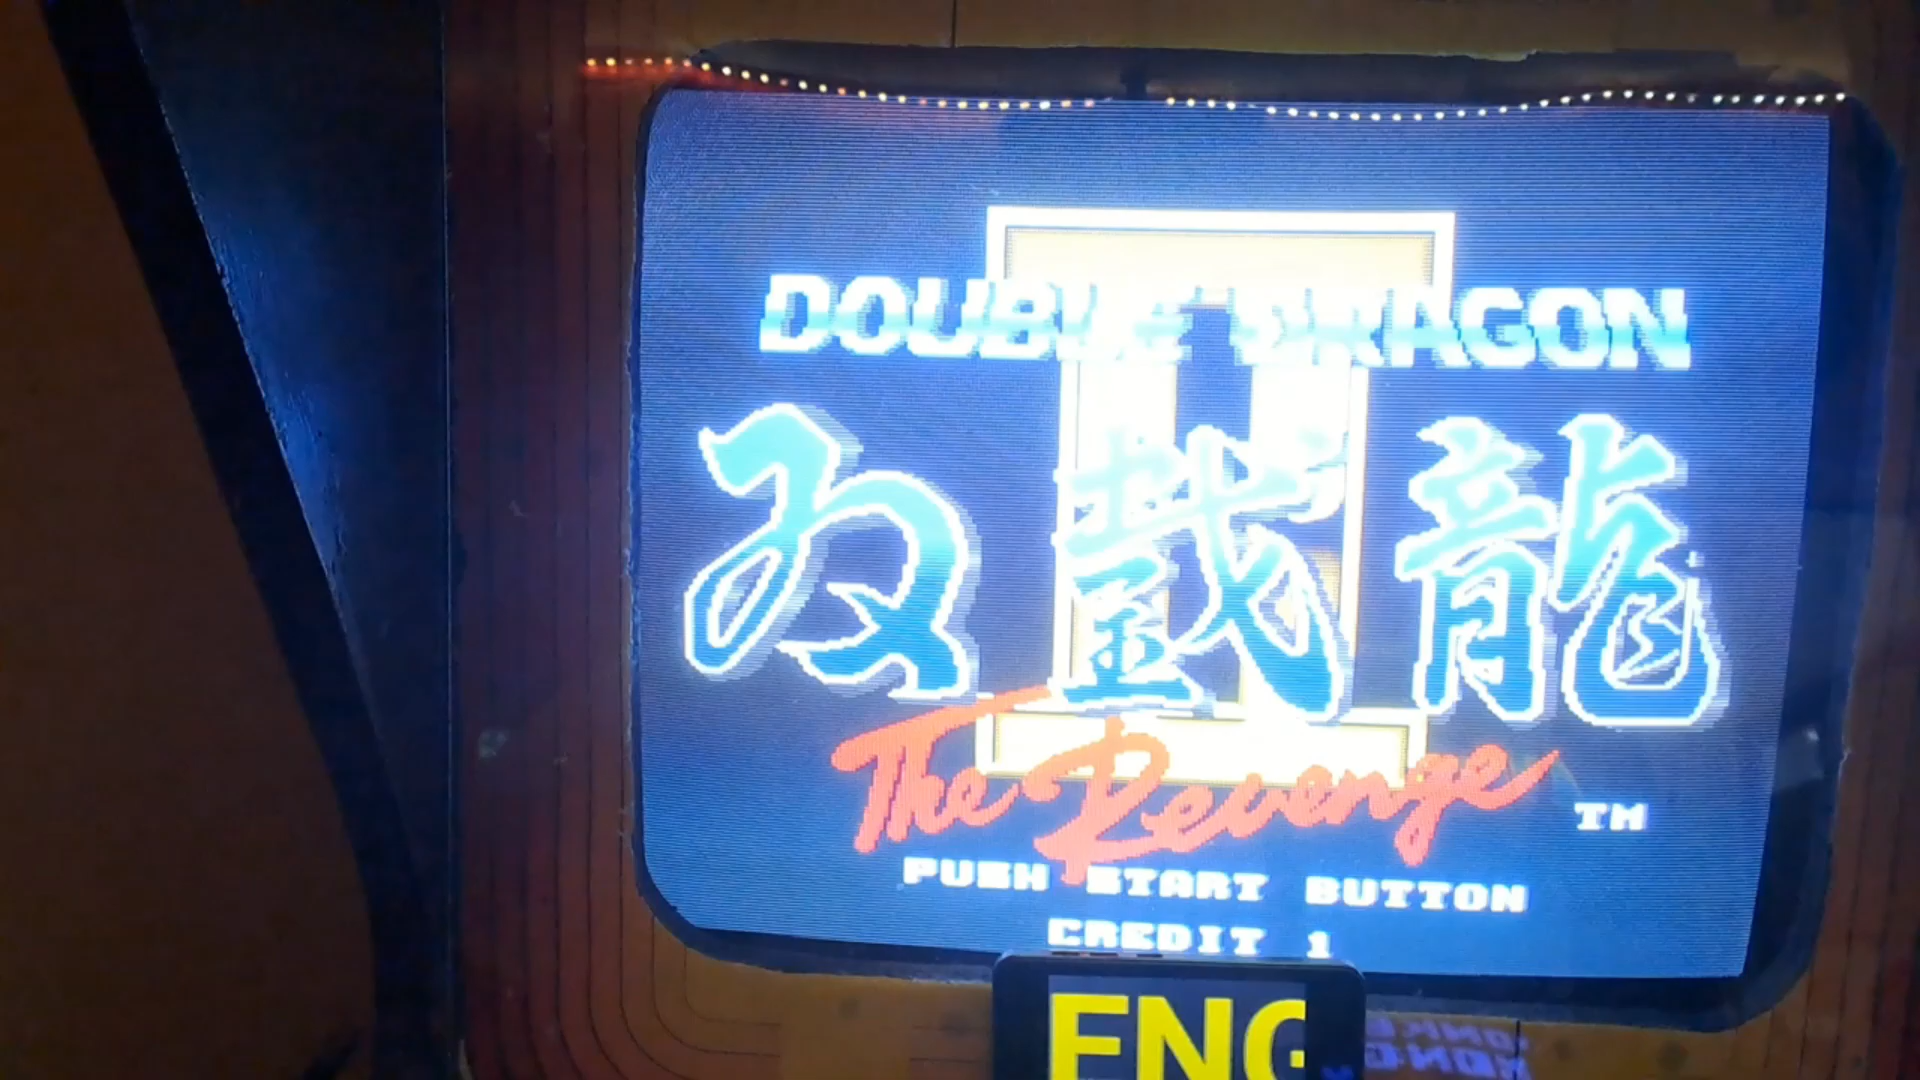 II
DOUBLE DRAGON
双截龍
The Revenge
TM
PUSH START BUTTON
CREDIT 1
ENG